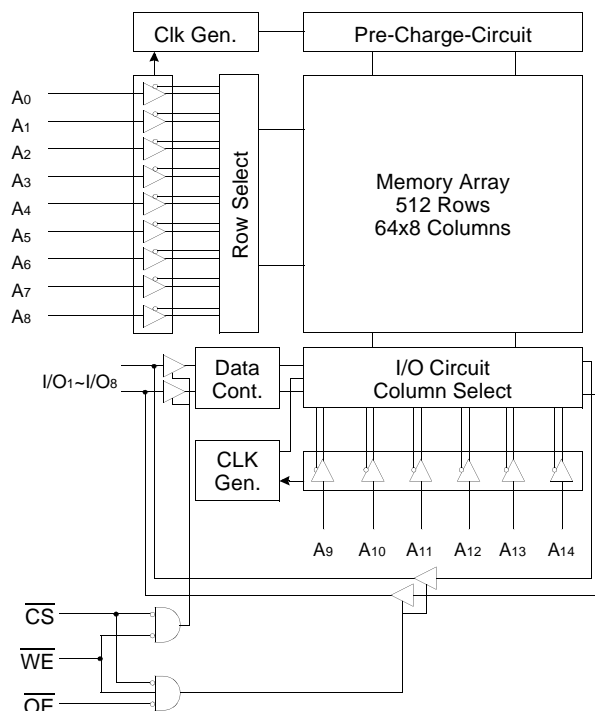 Clk Gen.
Pre-Charge-Circuit
A0
A1
A2
A3
A4
A5
A6
A7
A8
Row Select
Memory Array
512 Rows
64x8 Columns
I/O1~I/O8
Data
Cont.
I/O Circuit
Column Select
CLK
Gen.
A9
A10
A11
A12
A13
A14
CS
WE
OE